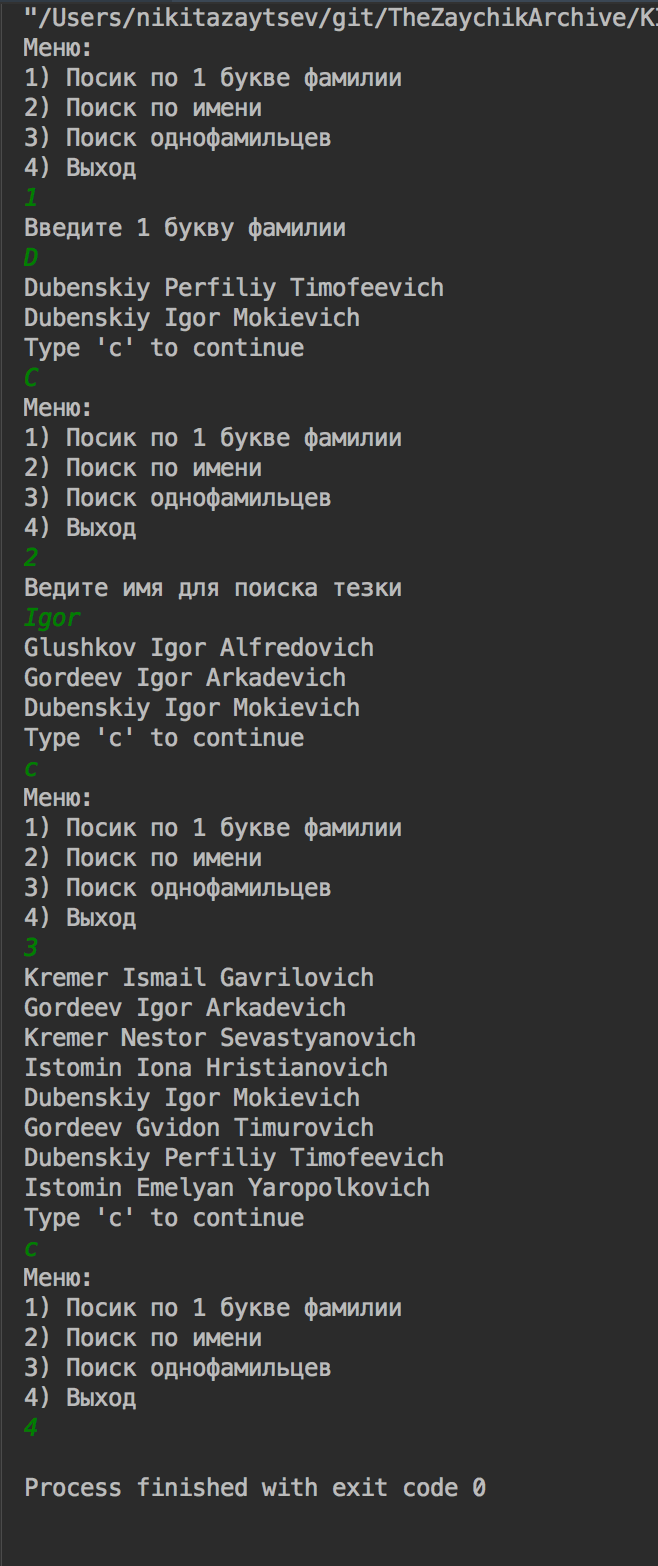 "/Users/nikitazaytsev/git/TheZaychikArchive/KI
Меню:
1) Посик по 1 букве фамилии
2) Поиск по имени
3) Поиск однофамильцев
4) Выход
1
Введите 1 букву фамилии
D
Dubenskiy Perfiliy Timofeevich
Dubenskiy Igor Mokievich
Type 'c' to continue
C
Меню:
1) Посик по 1 букве фамилии
2) Поиск по имени
3) Поиск однофамильцев
4) Выход
2
Ведите имя для поиска тезки
Igor
Glushkov Igor Alfredovich
Gordeev Igor Arkadevich
Dubenskiy Igor Mokievich
Type 'c' to continue
c
Меню:
1) Посик по 1 букве фамилии
2) Поиск по имени
3) Поиск однофамильцев
4) Выход
3
Kremer Ismail Gavrilovich
Gordeev Igor Arkadevich
Kremer Nestor Sevastyanovich
Istomin Iona Hristianovich
Dubenskiy Igor Mokievich
Gordeev Gvidon Timurovich
Dubenskiy Perfiliy Timofeevich
Istomin Emelyan Yaropolkovich
Type 'c' to continue
c
Меню:
1) Посик по 1 букве фамилии
2) Поиск по имени
3) Поиск однофамильцев
4) Выход
4
Process finished with exit code 0